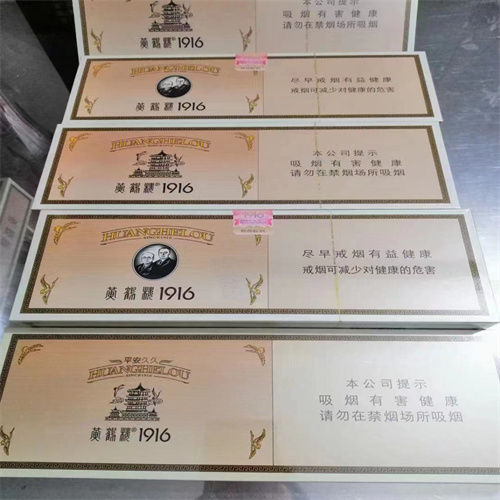 黄鹤楼® 1916
吸烟有害健康
请勿在禁烟场所吸烟
HUANGHELOU
黄鹤楼 1916
尽早戒烟有益健康
戒烟可减少对健康的危害
HUANGHELOU
黄鹤楼® 1916
本公司提示
吸烟有害健康
请勿在禁烟场所吸烟
HUANGHELOU
SINCE1916
黄鹤楼 1916
尽早戒烟有益健康
戒烟可减少对健康的危害
平安久久
HUANGHELOU
SINCE1916
黄鹤楼® 1916
本公司提示
吸烟有害健康
请勿在禁烟场所吸烟